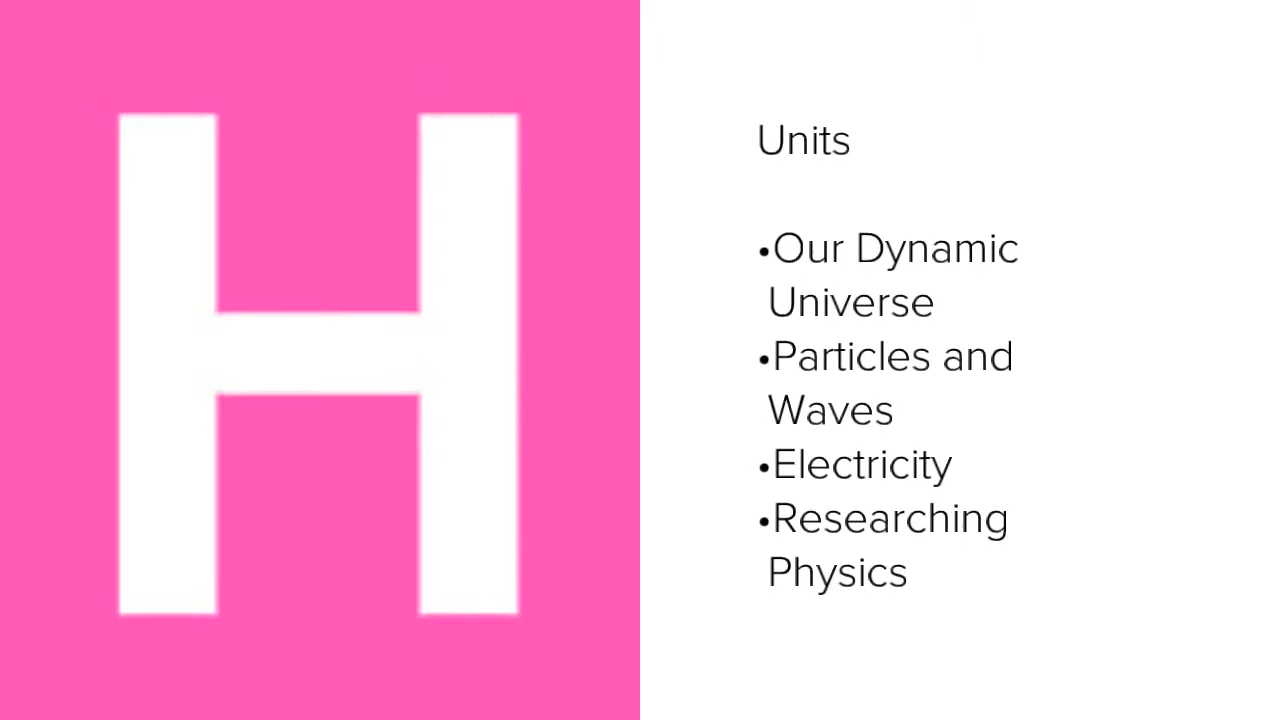 H
Units
•Our Dynamic
Universe
•Particles and
Waves
•Electricity
•Researching
Physics